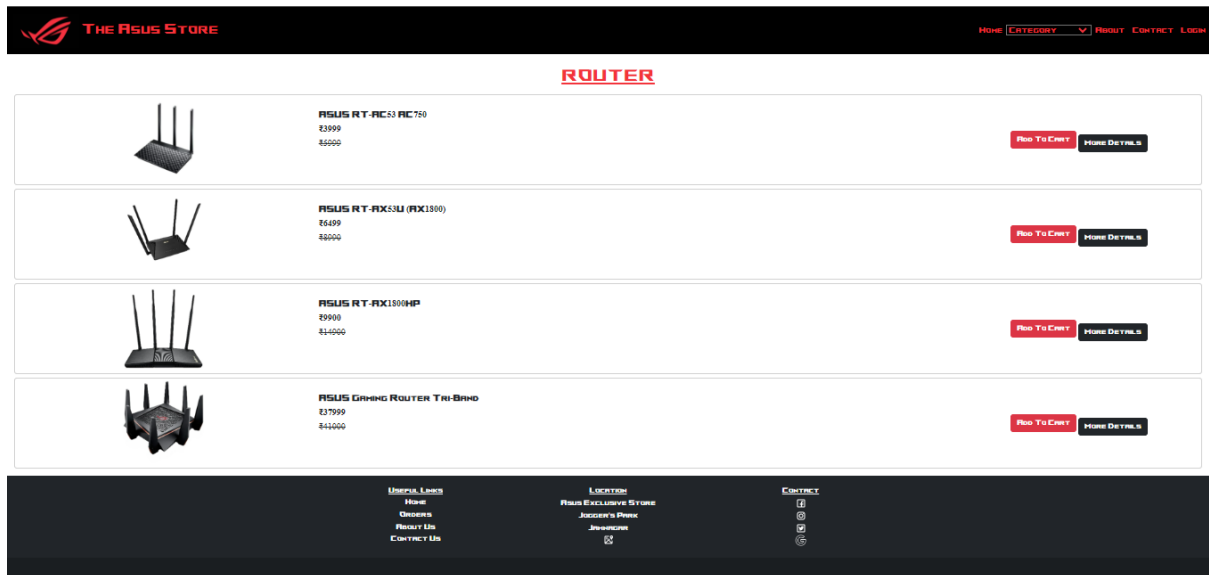 The Asus Store
Home Category About Contact Login
ROUTER
ASUS RT-AC53 AC750
₹3999
₹5999
Add To Cart More Details
ASUS RT-AX53U (AX1800)
₹6499
₹8990
Add To Cart More Details
ASUS RT-AX1800HP
₹9900
₹14900
Add To Cart More Details
ASUS Gaming Router Tri-Band
₹37999
₹41000
Add To Cart More Details
Useful Links
Home
Orders
About Us
Contact Us
Location
Asus Exclusive Store
Jogger's Park
Jamnagar
Contact